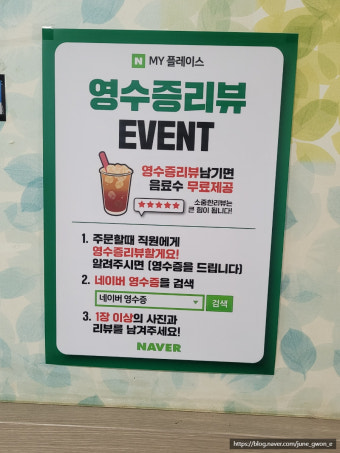 N MY 플레이스
영수증리뷰
EVENT
영수증리뷰남기면
음료수 무료제공
소중한리뷰는
큰 힘이 됩니다!
★★★★★
1. 주문할때 직원에게
영수증리뷰할게요!
알려주시면 (영수증을 드립니다)
2. 네이버 영수증을 검색
네이버 영수증 검색
3. 1장 이상의 사진과
리뷰를 남겨주세요!
NAVER
https://blog.naver.com/june_gwon_e